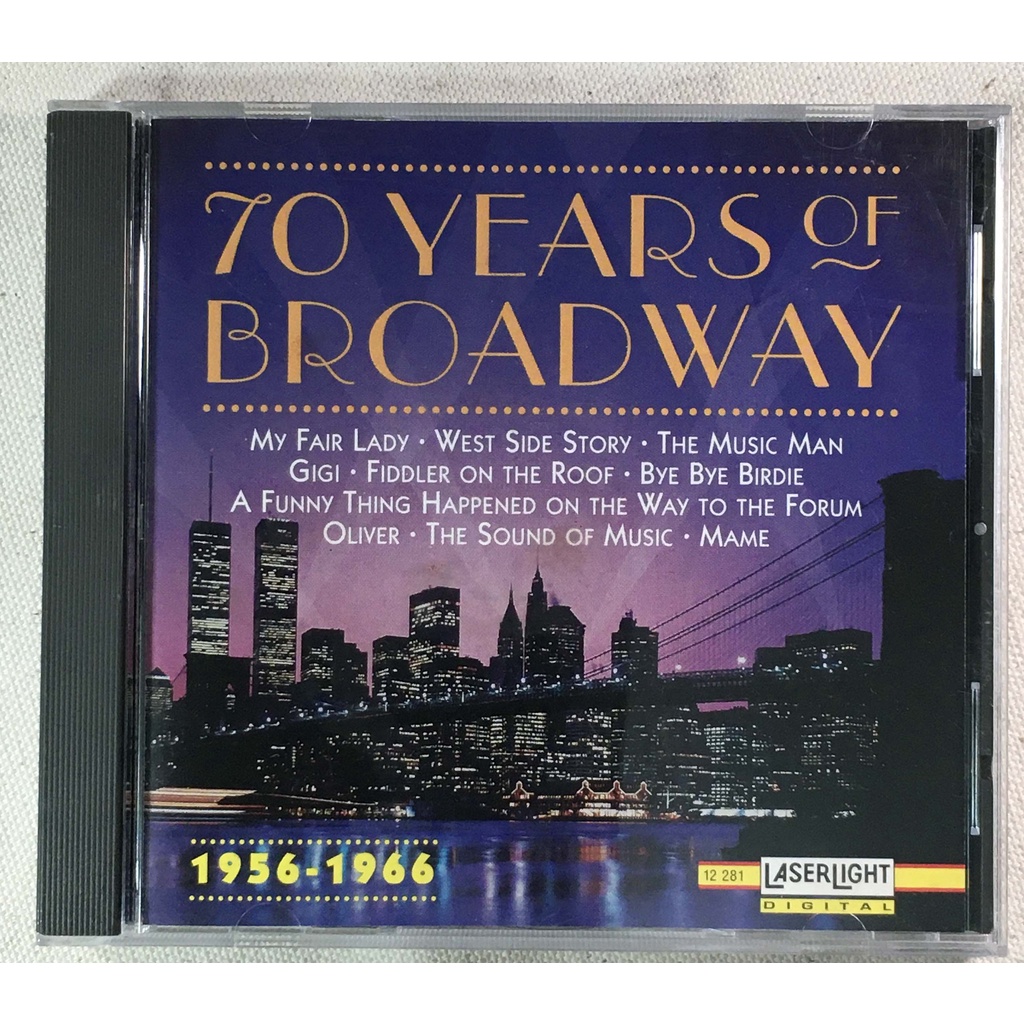 70 YEARS OF
BROADWAY
MY FAIR LADY · WEST SIDE STORY · THE MUSIC MAN
GIGI · FIDDLER ON THE ROOF · BYE BYE BIRDIE
A FUNNY THING HAPPENED ON THE WAY TO THE FORUM
OLIVER · THE SOUND OF MUSIC · MAME
1956-1966
12 281
LASERLIGHT
DIGITAL